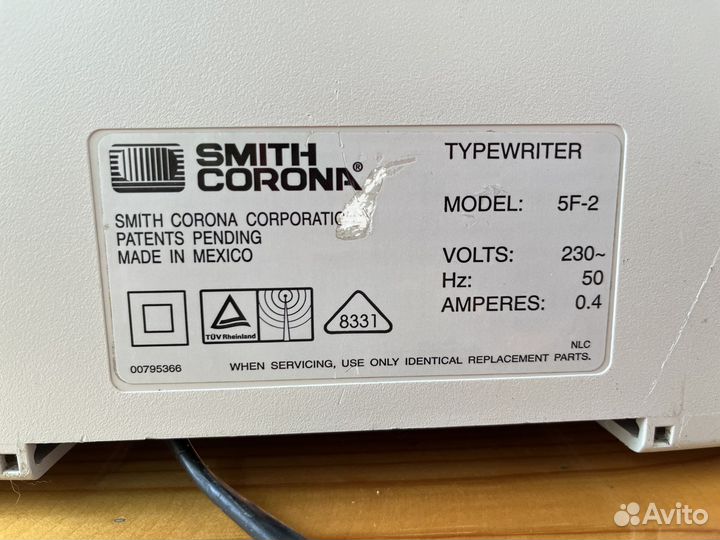 SMITH
CORONA®
SMITH CORONA CORPORATIO
PATENTS PENDING
MADE IN MEXICO
TYPEWRITER
MODEL: 5F-2
VOLTS: 230~
Hz: 50
AMPERES: 0.4
TÜV Rheinland
8331
NLC
00795366
WHEN SERVICING, USE ONLY IDENTICAL REPLACEMENT PARTS.
Avito